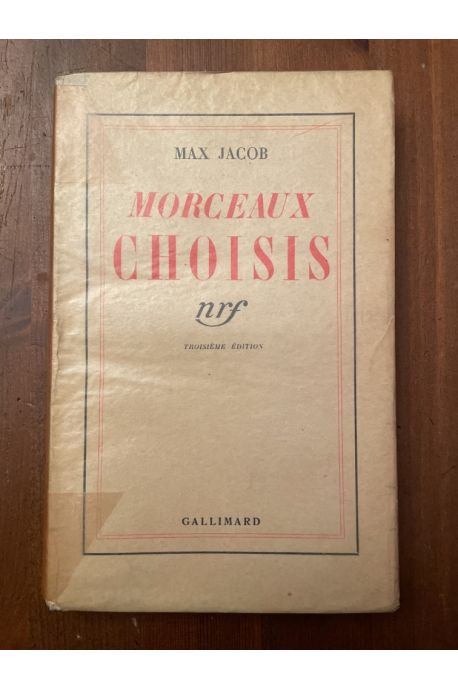 MAX JACOB
MORCEAUX
CHOISIS
nrf
TROISIÈME ÉDITION
GALLIMARD